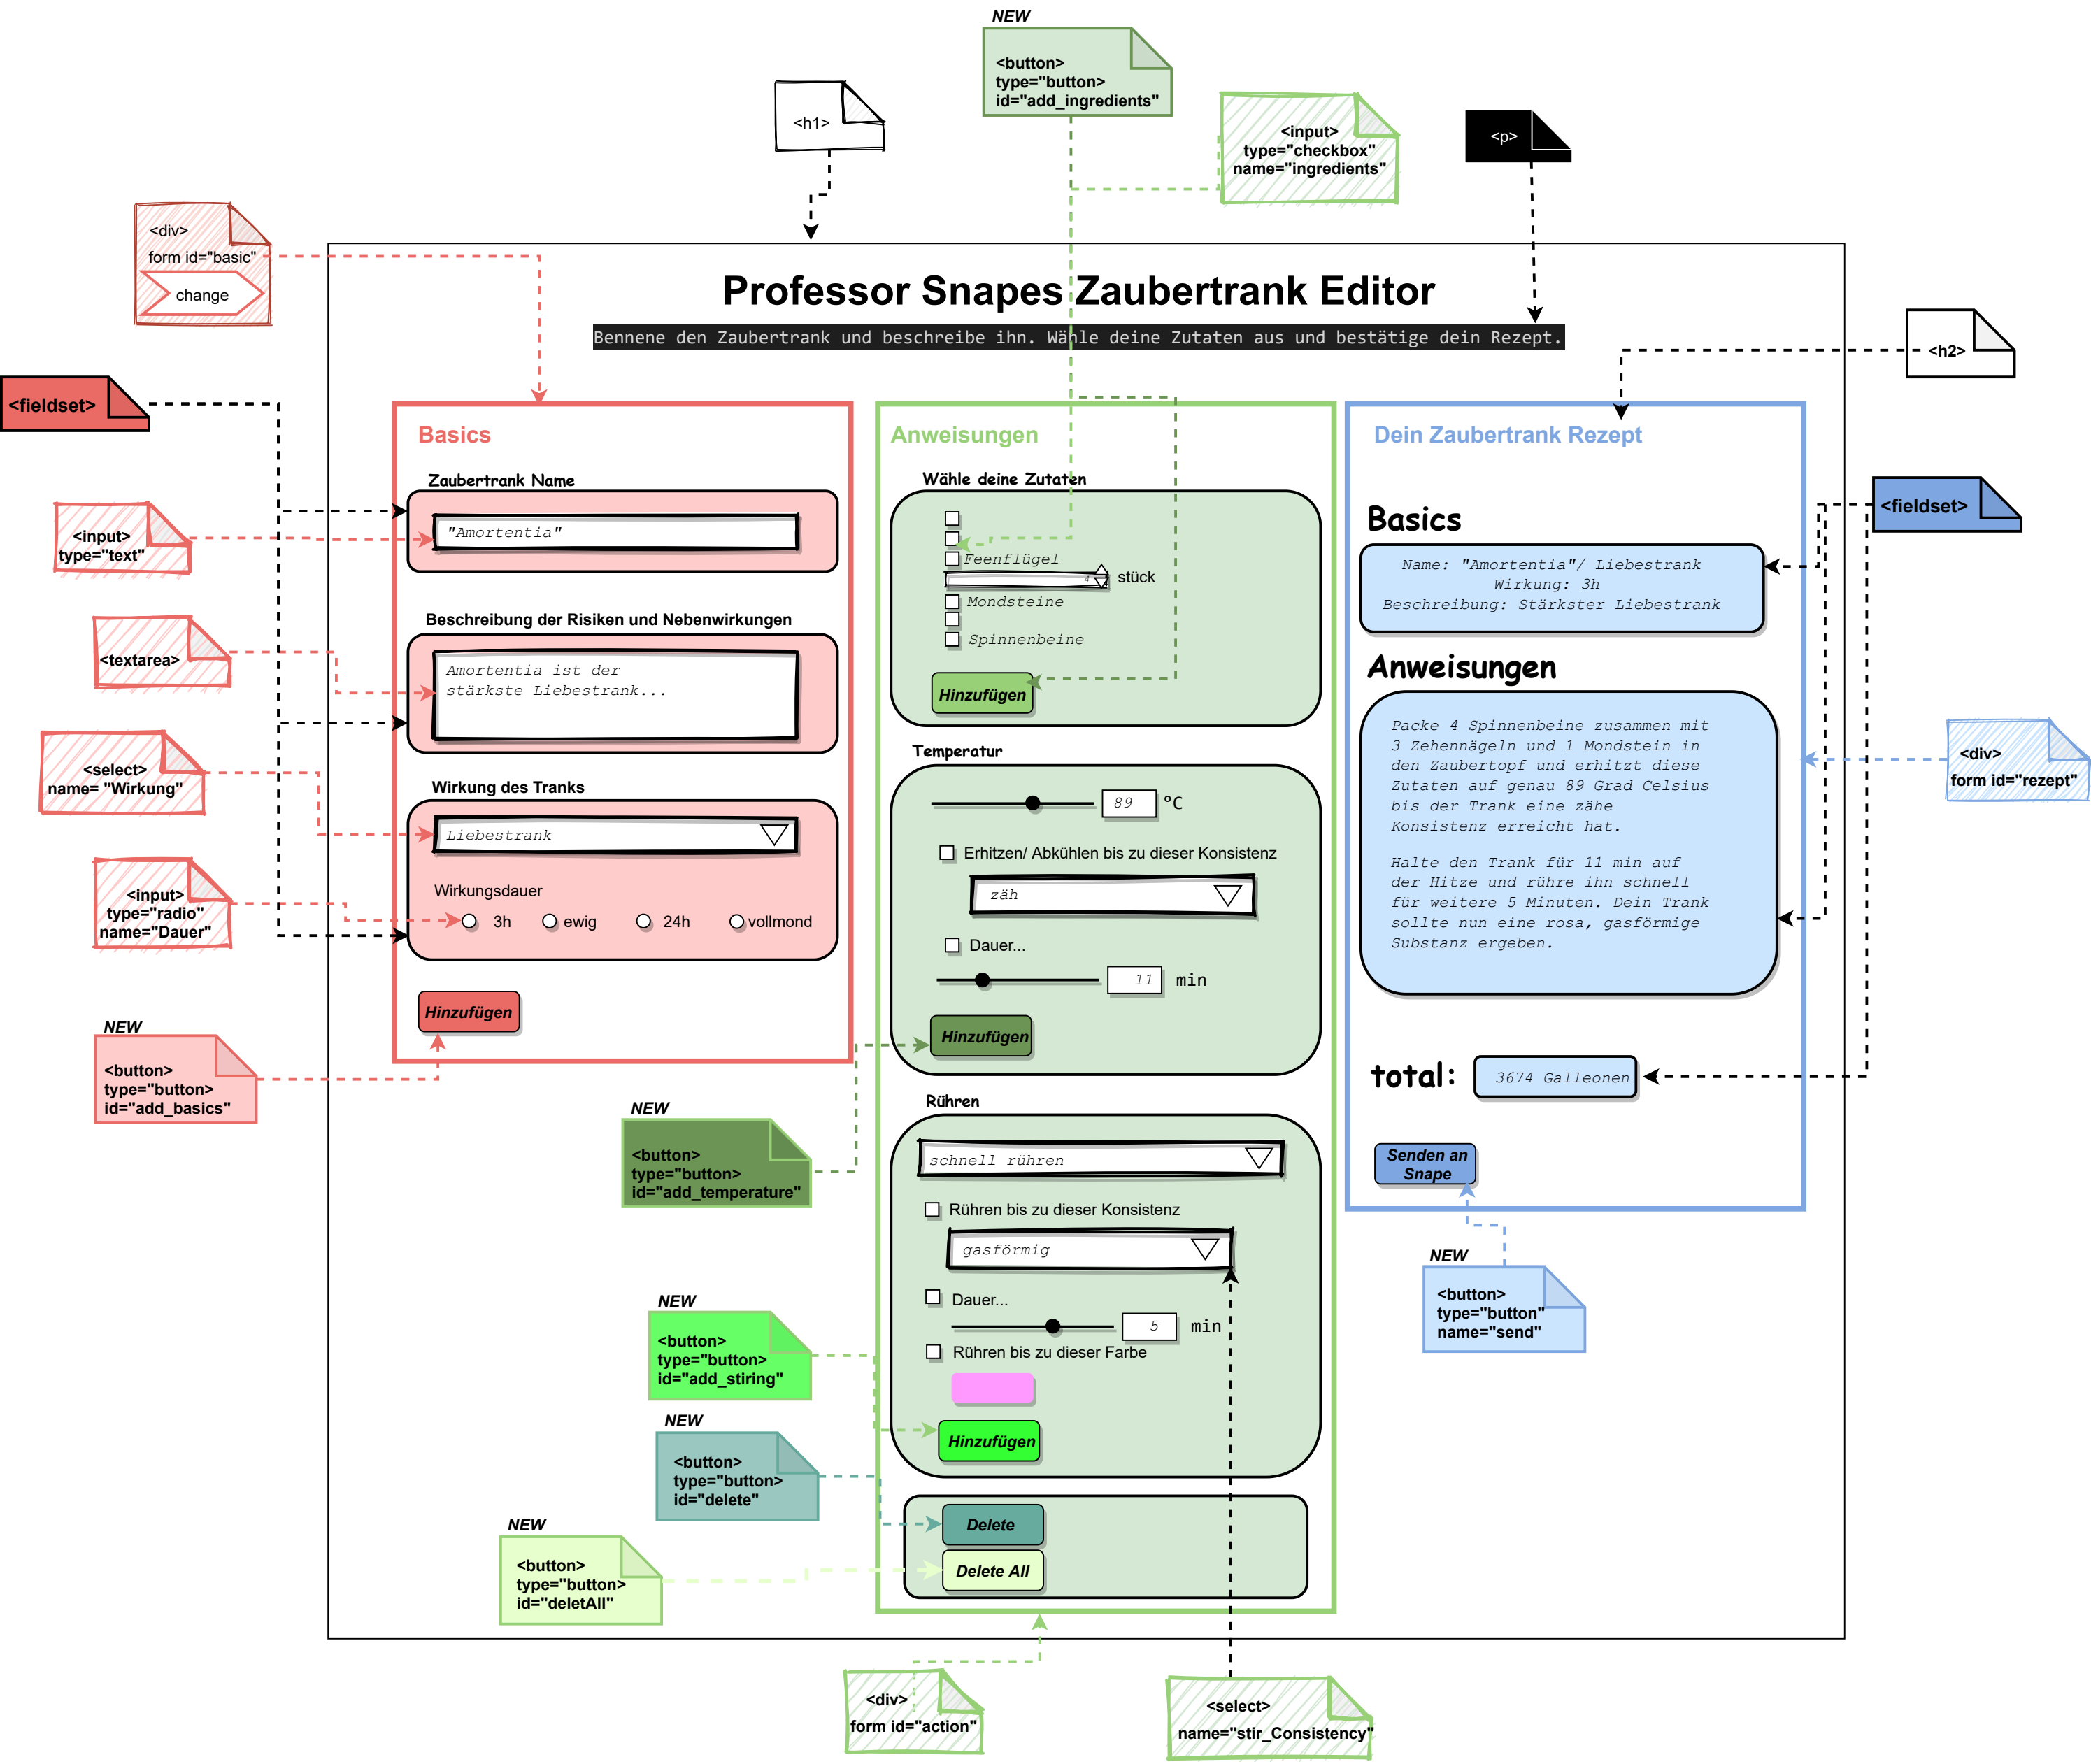 NEW
<button>
type="button>
id="add_ingredients"
<h1>
<input>
type="checkbox"
name="ingredients"
<p>
<div>
form id="basic"
change
Professor Snapes Zaubertrank Editor
Bennene den Zaubertrank und beschreibe ihn. Wähle deine Zutaten aus und bestätige dein Rezept.
<h2>
<fieldset>
<input>
type="text"
<textarea>
<select>
name= "Wirkung"
<input>
type="radio"
name="Dauer"
NEW
<button>
type="button>
id="add_basics"
Basics
Zaubertrank Name
"Amortentia"
Beschreibung der Risiken und Nebenwirkungen
Amortentia ist der
stärkste Liebestrank...
Wirkung des Tranks
Liebestrank
Wirkungsdauer
3h ewig 24h vollmond
Hinzufügen
Anweisungen
Wähle deine Zutaten
Feenflügel
4 stück
Mondsteine
Spinnenbeine
Hinzufügen
Temperatur
89 °C
Erhitzen/ Abkühlen bis zu dieser Konsistenz
zäh
Dauer...
11 min
Hinzufügen
Rühren
schnell rühren
Rühren bis zu dieser Konsistenz
gasförmig
Dauer...
5 min
Rühren bis zu dieser Farbe
Hinzufügen
Delete
Delete All
Dein Zaubertrank Rezept
Basics
Name: "Amortentia"/ Liebestrank
Wirkung: 3h
Beschreibung: Stärkster Liebestrank
Anweisungen
Packe 4 Spinnenbeine zusammen mit
3 Zehennägeln und 1 Mondstein in
den Zaubertopf und erhitzt diese
Zutaten auf genau 89 Grad Celsius
bis der Trank eine zähe
Konsistenz erreicht hat.
Halte den Trank für 11 min auf
der Hitze und rühre ihn schnell
für weitere 5 Minuten. Dein Trank
sollte nun eine rosa, gasförmige
Substanz ergeben.
total: 3674 Galleonen
Senden an
Snape
<fieldset>
<div>
form id="rezept"
NEW
<button>
type="button"
name="send"
NEW
<button>
type="button>
id="add_temperature"
NEW
<button>
type="button>
id="add_stiring"
NEW
<button>
type="button>
id="delete"
NEW
<button>
type="button>
id="deletAll"
<div>
form id="action"
<select>
name="stir_Consistency"